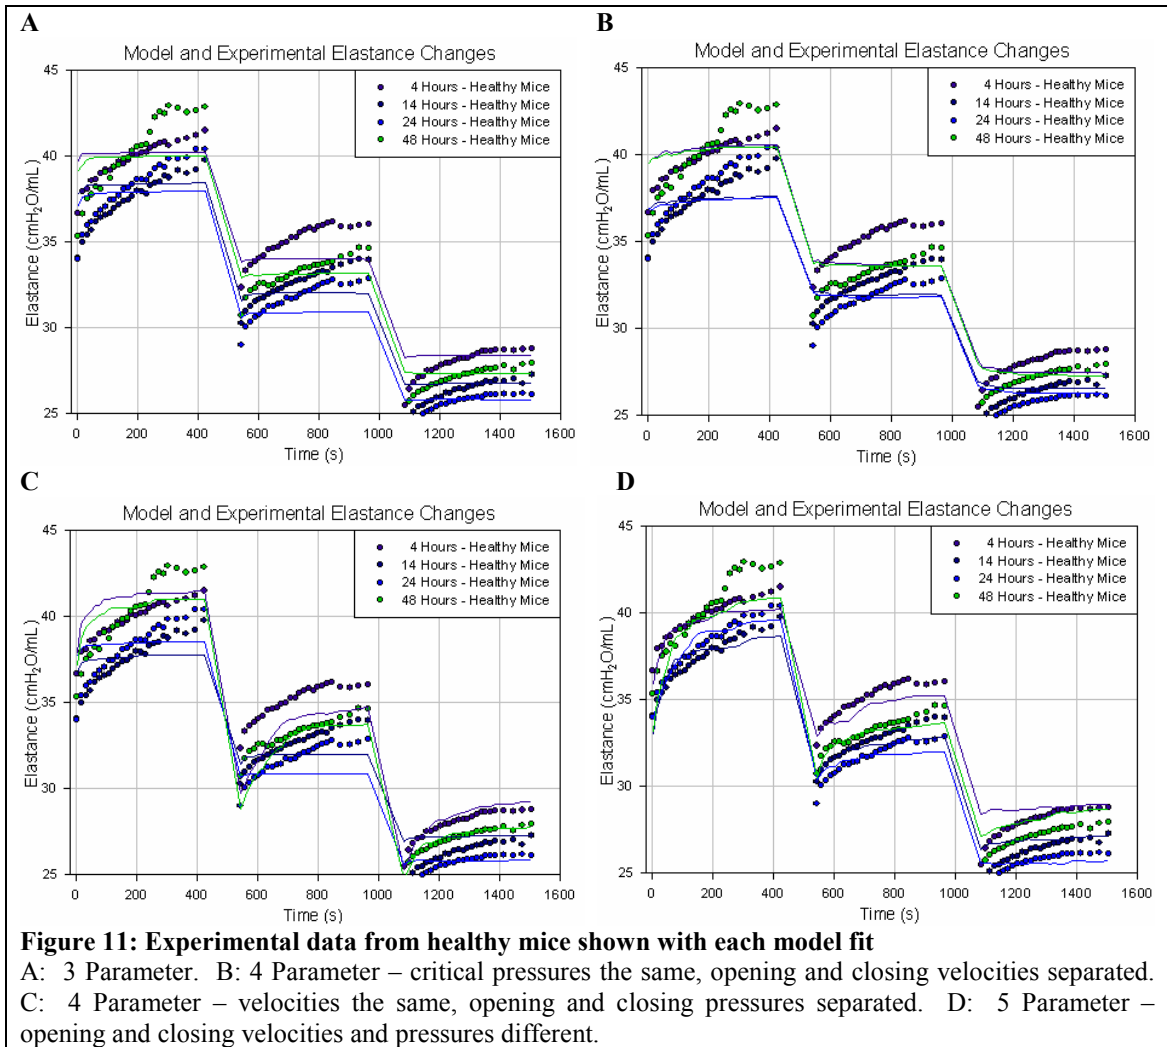 A
Model and Experimental Elastance Changes
45
40
35
30
25
Elastance (cmH₂O/mL)
4 Hours - Healthy Mice
14 Hours - Healthy Mice
24 Hours - Healthy Mice
48 Hours - Healthy Mice
0 200 400 600 800 1000 1200 1400 1600
Time (s)
B
Model and Experimental Elastance Changes
45
40
35
30
25
Elastance (cmH₂O/mL)
4 Hours - Healthy Mice
14 Hours - Healthy Mice
24 Hours - Healthy Mice
48 Hours - Healthy Mice
0 200 400 600 800 1000 1200 1400 1600
Time (s)
C
Model and Experimental Elastance Changes
45
40
35
30
25
Elastance (cmH₂O/mL)
4 Hours - Healthy Mice
14 Hours - Healthy Mice
24 Hours - Healthy Mice
48 Hours - Healthy Mice
0 200 400 600 800 1000 1200 1400 1600
Time (s)
D
Model and Experimental Elastance Changes
45
40
35
30
25
Elastance (cmH₂O/mL)
4 Hours - Healthy Mice
14 Hours - Healthy Mice
24 Hours - Healthy Mice
48 Hours - Healthy Mice
0 200 400 600 800 1000 1200 1400 1600
Time (s)
Figure 11: Experimental data from healthy mice shown with each model fit
A: 3 Parameter. B: 4 Parameter – critical pressures the same, opening and closing velocities separated.
C: 4 Parameter – velocities the same, opening and closing pressures separated. D: 5 Parameter –
opening and closing velocities and pressures different.